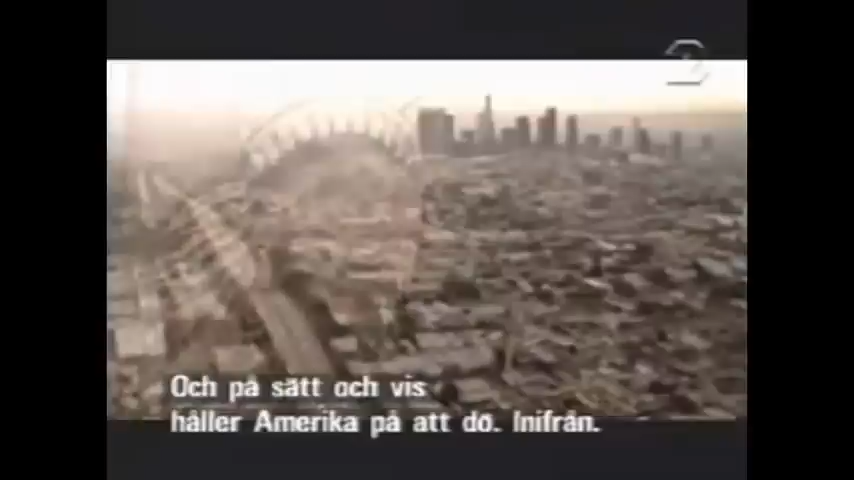 Och på sätt och vis
håller Amerika på att dö. Inifrån.